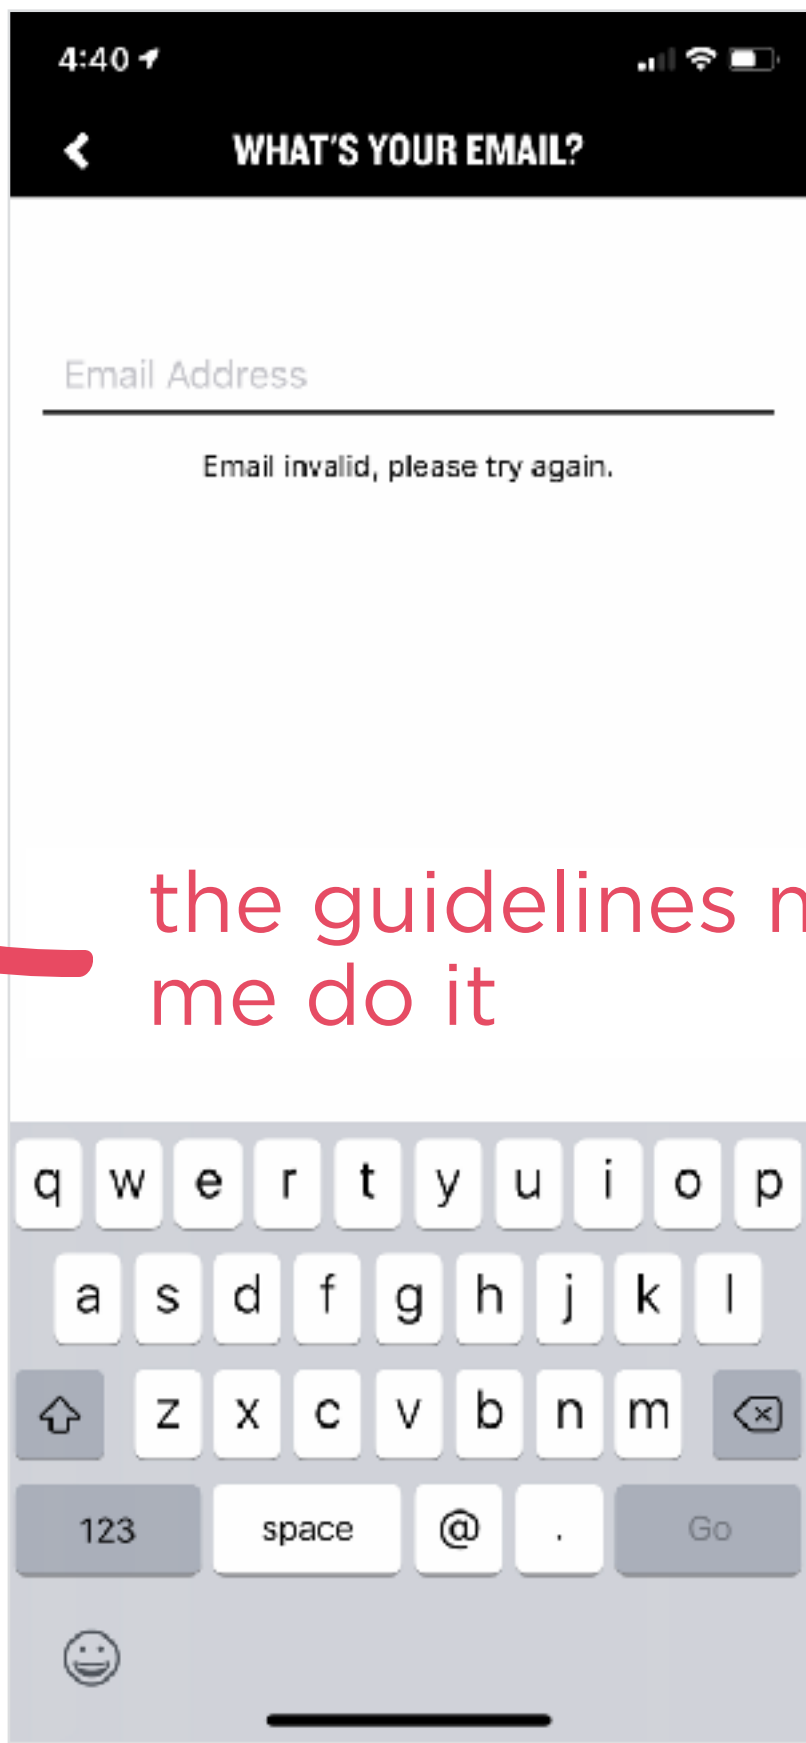 4:40
WHAT'S YOUR EMAIL?
Email Address
Email invalid, please try again.
the guidelines
me do it
q w e r t y u i o p
a s d f g h j k l
z x c v b n m
123 space @ . Go